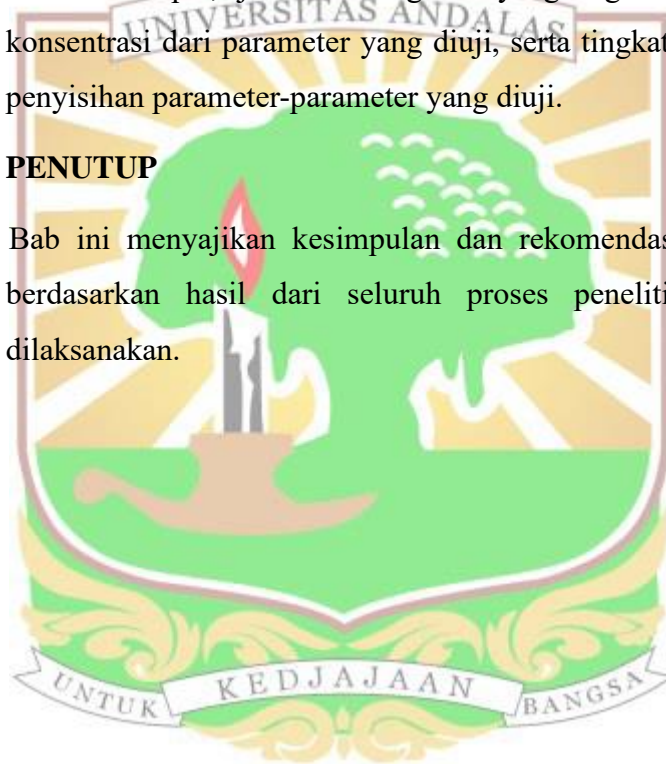 UNIVERSITAS ANDALAS
konsentrasi dari parameter yang diuji, serta tingkat
penyisihan parameter-parameter yang diuji.
PENUTUP
Bab ini menyajikan kesimpulan dan rekomendas
berdasarkan hasil dari seluruh proses peneliti
dilaksanakan.
UNTUK KEDJAJAAN BANGSA